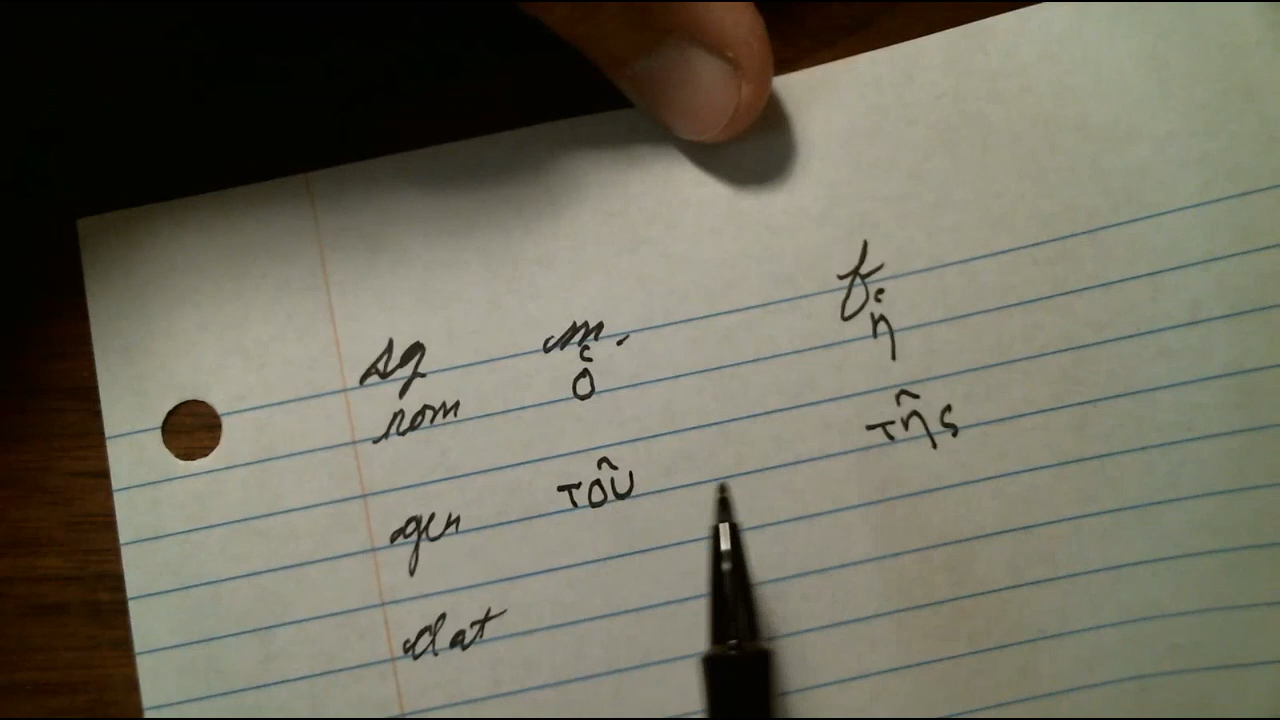 sg m. f.
nom ὁ ἡ
gen τοῦ τῆς
dat